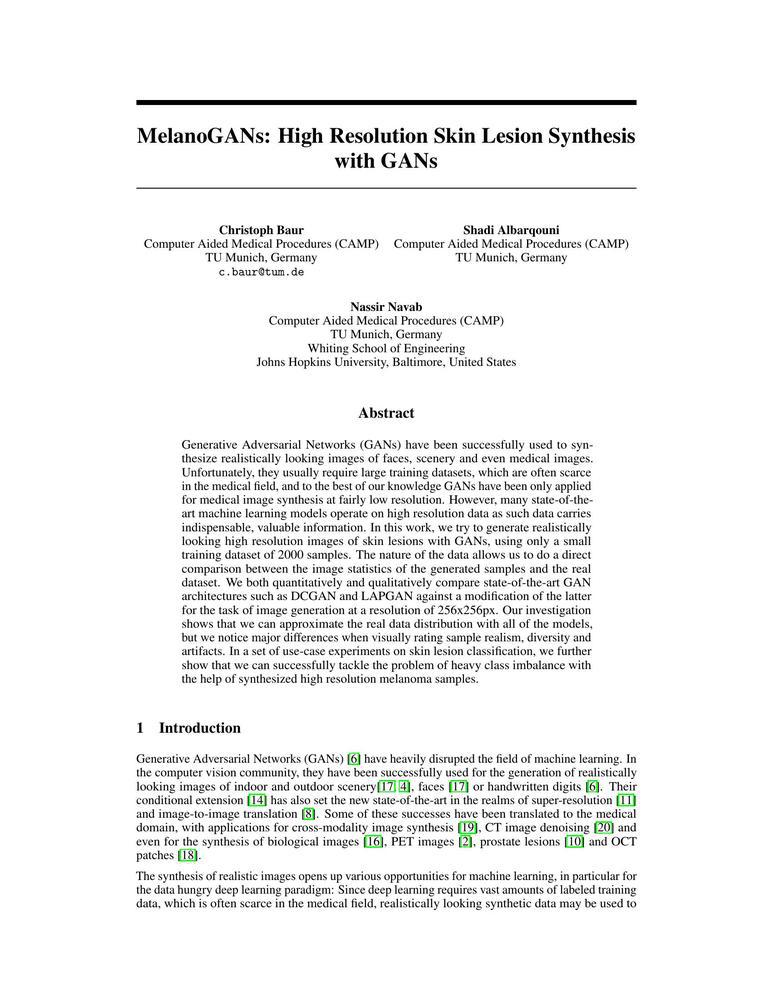 MelanoGANs: High Resolution Skin Lesion Synthesis
with GANs
Christoph Baur
Computer Aided Medical Procedures (CAMP)
TU Munich, Germany
c.baur@tum.de
Shadi Albarqouni
Computer Aided Medical Procedures (CAMP)
TU Munich, Germany
Nassir Navab
Computer Aided Medical Procedures (CAMP)
TU Munich, Germany
Whiting School of Engineering
Johns Hopkins University, Baltimore, United States
Abstract
Generative Adversarial Networks (GANs) have been successfully used to syn-
thesize realistically looking images of faces, scenery and even medical images.
Unfortunately, they usually require large training datasets, which are often scarce
in the medical field, and to the best of our knowledge GANs have been only applied
for medical image synthesis at fairly low resolution. However, many state-of-the-
art machine learning models operate on high resolution data as such data carries
indispensable, valuable information. In this work, we try to generate realistically
looking high resolution images of skin lesions with GANs, using only a small
training dataset of 2000 samples. The nature of the data allows us to do a direct
comparison between the image statistics of the generated samples and the real
dataset. We both quantitatively and qualitatively compare state-of-the-art GAN
architectures such as DCGAN and LAPGAN against a modification of the latter
for the task of image generation at a resolution of 256x256px. Our investigation
shows that we can approximate the real data distribution with all of the models,
but we notice major differences when visually rating sample realism, diversity and
artifacts. In a set of use-case experiments on skin lesion classification, we further
show that we can successfully tackle the problem of heavy class imbalance with
the help of synthesized high resolution melanoma samples.
1 Introduction
Generative Adversarial Networks (GANs) [6] have heavily disrupted the field of machine learning. In
the computer vision community, they have been successfully used for the generation of realistically
looking images of indoor and outdoor scenery[17, 4], faces [17] or handwritten digits [6]. Their
conditional extension [14] has also set the new state-of-the-art in the realms of super-resolution [11]
and image-to-image translation [8]. Some of these successes have been translated to the medical
domain, with applications for cross-modality image synthesis [19], CT image denoising [20] and
even for the synthesis of biological images [16], PET images [2], prostate lesions [10] and OCT
patches [18].
The synthesis of realistic images opens up various opportunities for machine learning, in particular for
the data hungry deep learning paradigm: Since deep learning requires vast amounts of labeled training
data, which is often scarce in the medical field, realistically looking synthetic data may be used to